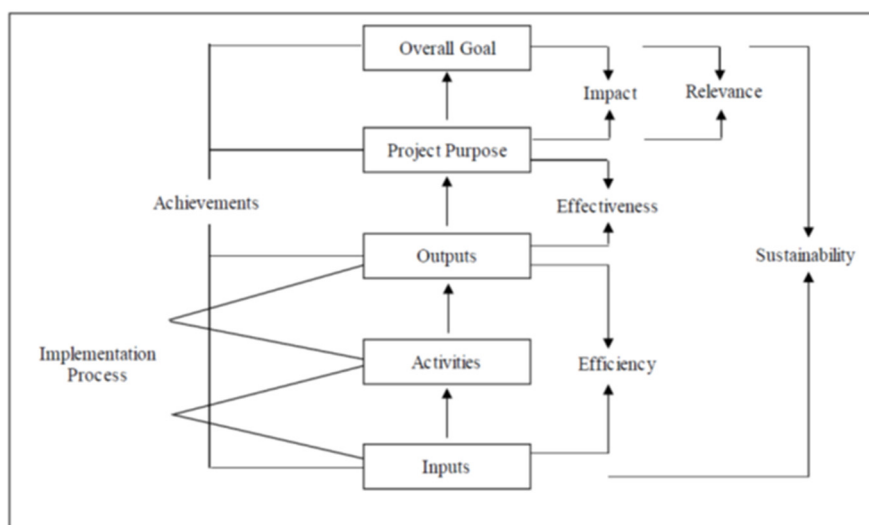 Overall Goal
Impact
Relevance
Project Purpose
Achievements
Effectiveness
Outputs
Sustainability
Implementation
Process
Activities
Efficiency
Inputs